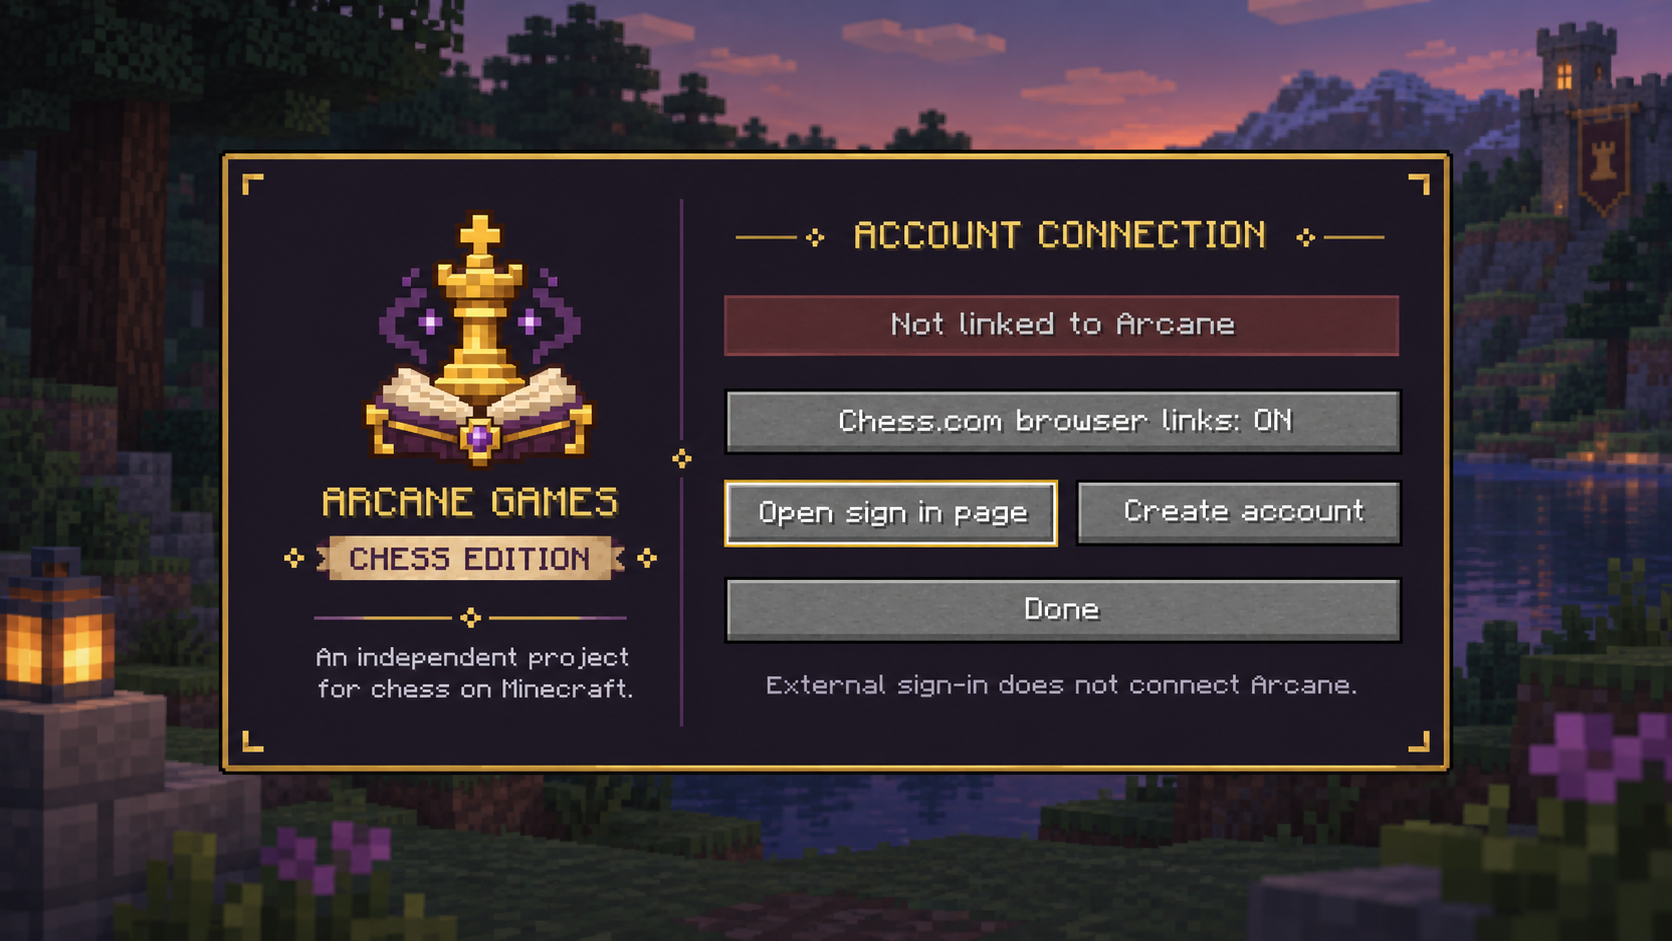 ARCANE GAMES
CHESS EDITION
An independent project
for chess on Minecraft.
ACCOUNT CONNECTION
Not linked to Arcane
Chess.com browser links: ON
Open sign in page
Create account
Done
External sign-in does not connect Arcane.